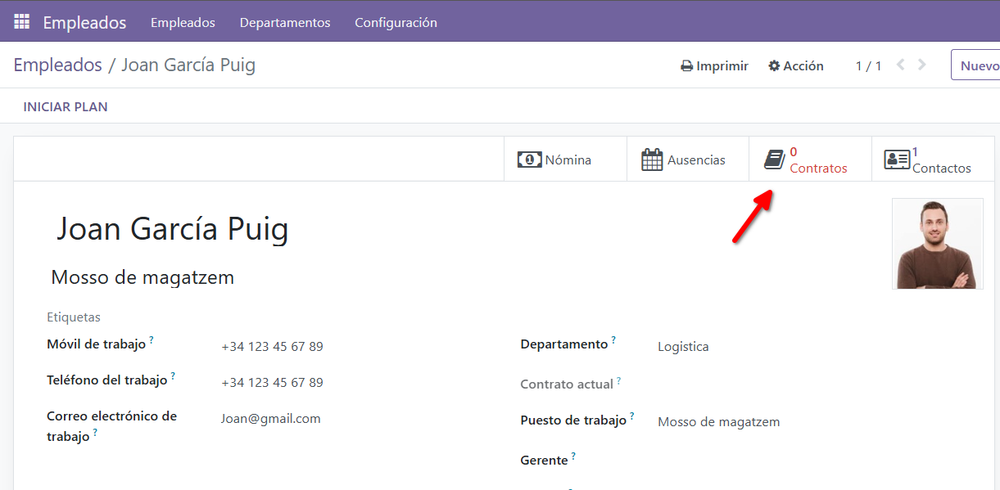 Empleados Empleados Departamentos Configuración
Empleados / Joan García Puig Imprimir Acción 1 / 1 Nuevo
INICIAR PLAN
Nómina Ausencias 0 Contratos 1 Contactos
Joan García Puig
Mosso de magatzem
Etiquetas
Móvil de trabajo ? +34 123 45 67 89 Departamento ? Logistica
Teléfono del trabajo ? +34 123 45 67 89 Contrato actual ?
Correo electrónico de trabajo ? Joan@gmail.com Puesto de trabajo ? Mosso de magatzem
Gerente ?